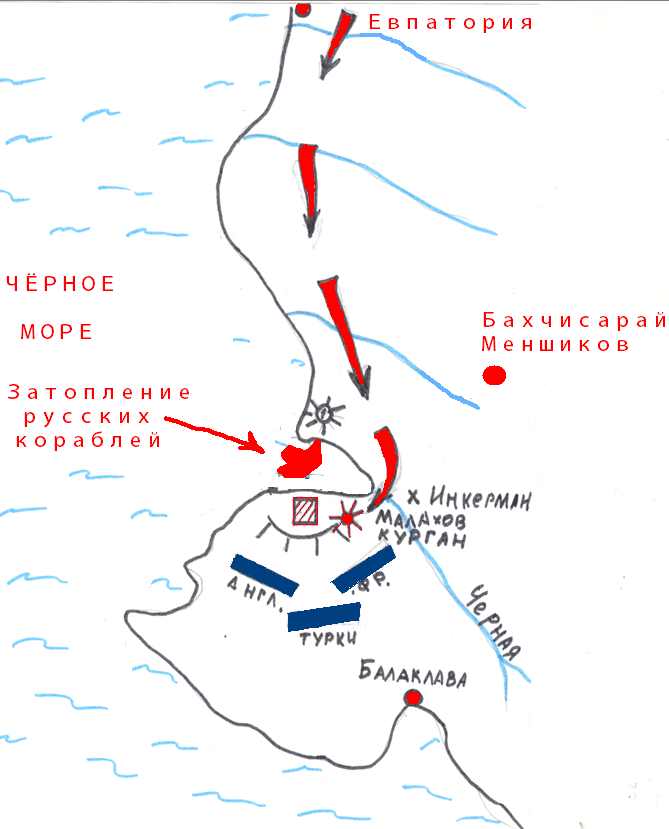 Евпатория
ЧЁРНОЕ
МОРЕ
Бахчисарай
Меншиков
Затопление
русских
кораблей
х Инкерман
МАЛАХОВ
КУРГАН
АНГЛ.
ФР.
ТУРКИ
ЧЕРНАЯ
БАЛАКЛАВА